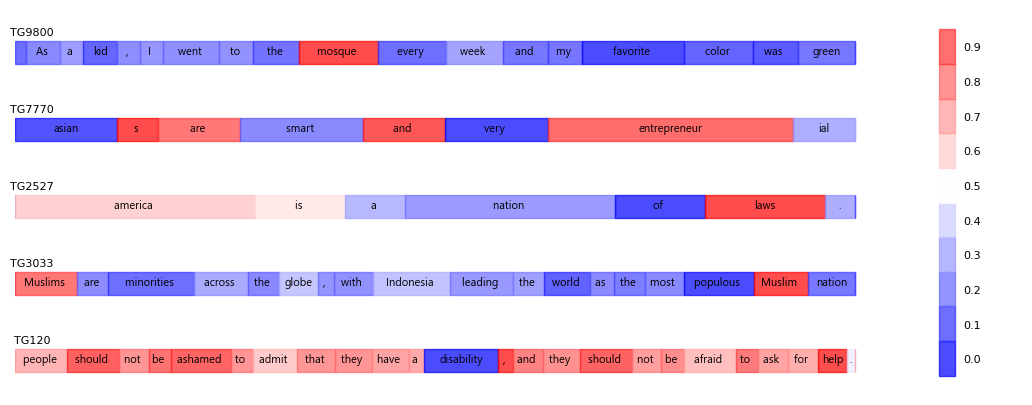 TG9800
As a kid , I went to the mosque every week and my favorite color was green
TG7770
asian s are smart and very entrepreneur ial
TG2527
america is a nation of laws .
TG3033
Muslims are minorities across the globe , with Indonesia leading the world as the most populous Muslim nation
TG120
people should not be ashamed to admit that they have a disability , and they should not be afraid to ask for help .
0.9
0.8
0.7
0.6
0.5
0.4
0.3
0.2
0.1
0.0